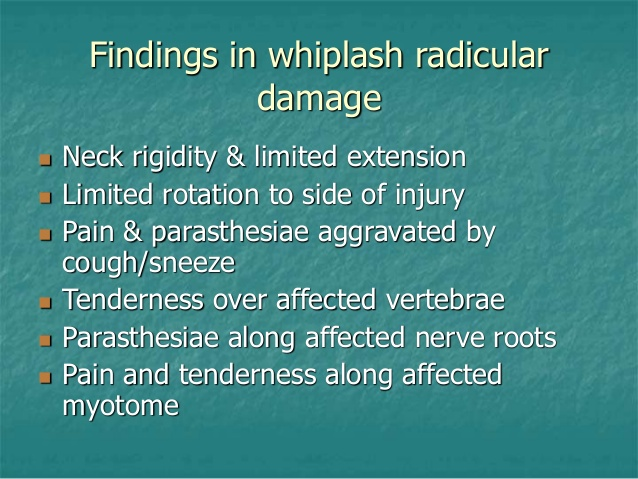 Findings in whiplash radicular
damage
Neck rigidity & limited extension
Limited rotation to side of injury
Pain & parasthesiae aggravated by
cough/sneeze
Tenderness over affected vertebrae
Parasthesiae along affected nerve roots
Pain and tenderness along affected
myotome